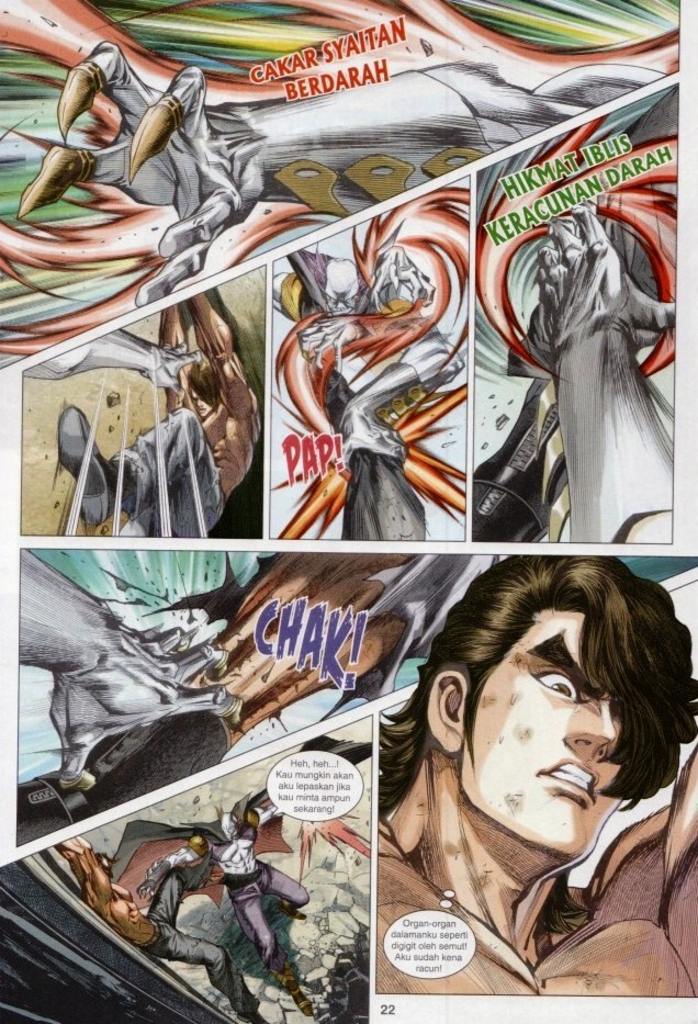 CAKAR SYAITAN
BERDARAH
HIKMAT IBLIS
KERACUNAN DARAH
PAP!
CHAK!
Heh, heh...!
Kau mungkin akan
aku lepaskan jika
kau minta ampun
sekarang!
Organ-organ
dalamanku seperti
digigit oleh semut!
Aku sudah kena
racun!
22